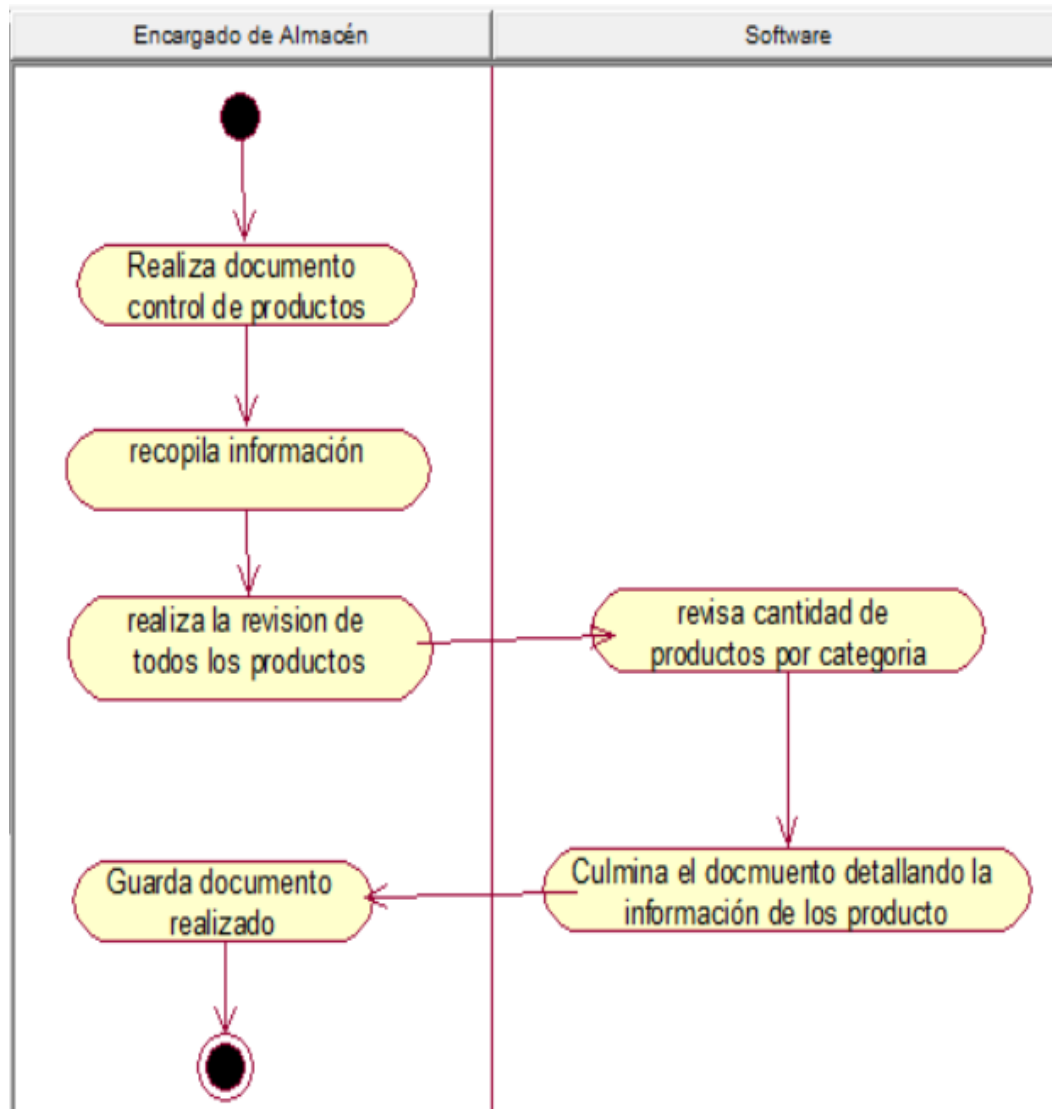 Encargado de Almacén
Software
Realiza documento
control de productos
recopila información
realiza la revision de
todos los productos
revisa cantidad de
productos por categoria
Culmina el docmuento detallando la
información de los producto
Guarda documento
realizado